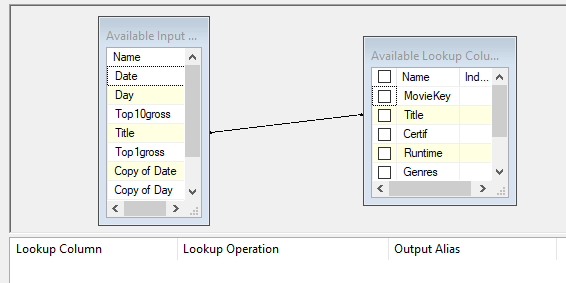 Available Input ...
Name
Date
Day
Top10gross
Title
Top1gross
Copy of Date
Copy of Day
Available Lookup Colu...
Name Ind...
MovieKey
Title
Certif
Runtime
Genres
Lookup Column Lookup Operation Output Alias